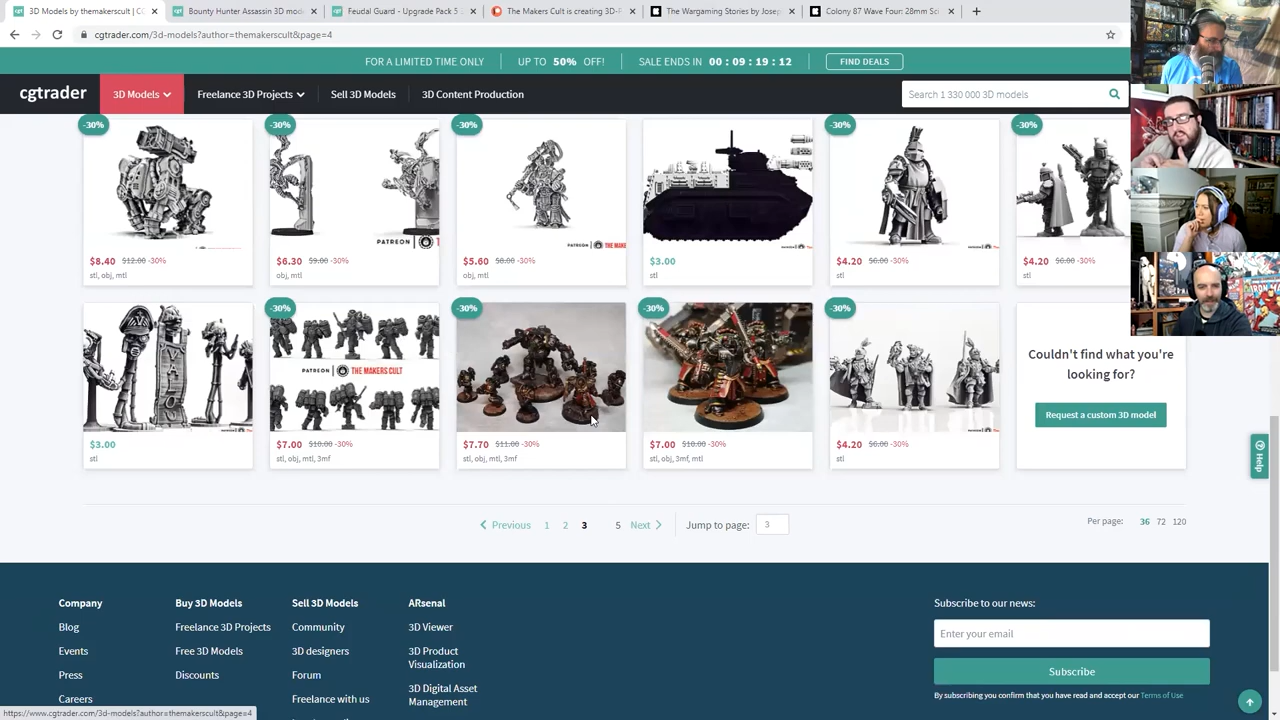 3D Models by themakerscult | CG
Bounty Hunter Assassin 3D mode
Feudal Guard - Upgrade Pack 5
The Makers Cult is creating 3D-P
The Wargaming Stories by Josep
Colony 87 Wave Four: 28mm Sci
cgtrader.com/3d-models?author=themakerscult&page=4
FOR A LIMITED TIME ONLY
UP TO 50% OFF!
SALE ENDS IN 00 : 09 : 19 : 12
FIND DEALS
cgtrader
3D Models
Freelance 3D Projects
Sell 3D Models
3D Content Production
Search 1 330 000 3D models
-30%
-30%
-30%
-30%
-30%
PATREON
PATREON THE MAKE
$8.40 $12.00 -30%
stl, obj, mtl
$6.30 $9.00 -30%
obj, mtl
$5.60 $8.00 -30%
obj, mtl
$3.00
stl
$4.20 $6.00 -30%
stl
$4.20 $6.00 -30%
stl
-30%
-30%
-30%
-30%
PATREON THE MAKERS CULT
$3.00
stl
$7.00 $10.00 -30%
stl, obj, mtl, 3mf
$7.70 $11.00 -30%
stl, obj, mtl, 3mf
$7.00 $10.00 -30%
stl, obj, 3mf, mtl
$4.20 $6.00 -30%
stl
Couldn't find what you're
looking for?
Request a custom 3D model
Help
Previous 1 2 3 5 Next
Jump to page: 3
Per page: 36 72 120
Company
Blog
Events
Press
Careers
Buy 3D Models
Freelance 3D Projects
Free 3D Models
Discounts
Sell 3D Models
Community
3D designers
Forum
Freelance with us
ARsenal
3D Viewer
3D Product
Visualization
3D Digital Asset
Management
Subscribe to our news:
Enter your email
Subscribe
By subscribing you confirm that you have read and accept our Terms of Use
https://www.cgtrader.com/3d-models?author=themakerscult&page=4